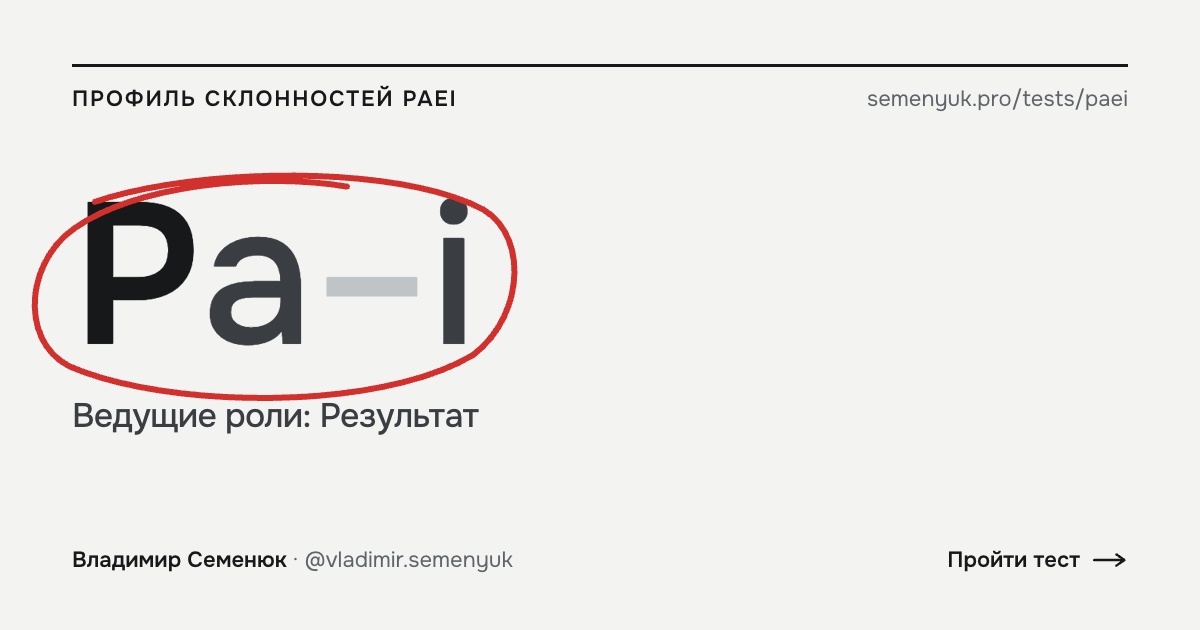 ПРОФИЛЬ СКЛОННОСТЕЙ PAEI
semenyuk.pro/tests/paei
Pa–i
Ведущие роли: Результат
Владимир Семенюк · @vladimir.semenyuk
Пройти тест →